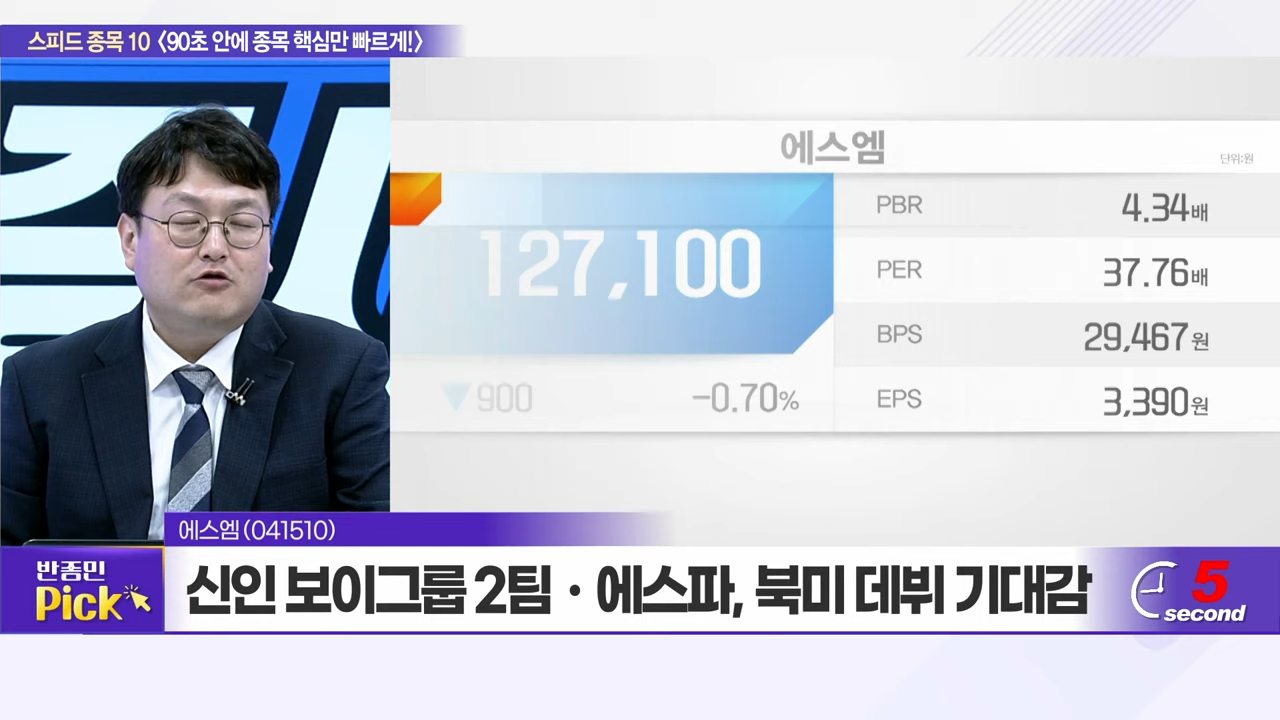 스피드 종목 10 〈90초 안에 종목 핵심만 빠르게!〉
에스엠
단위:원
127,100
▼900 -0.70%
PBR 4.34배
PER 37.76배
BPS 29,467원
EPS 3,390원
에스엠(041510)
반종민
Pick
신인 보이그룹 2팀·에스파, 북미 데뷔 기대감
5
second